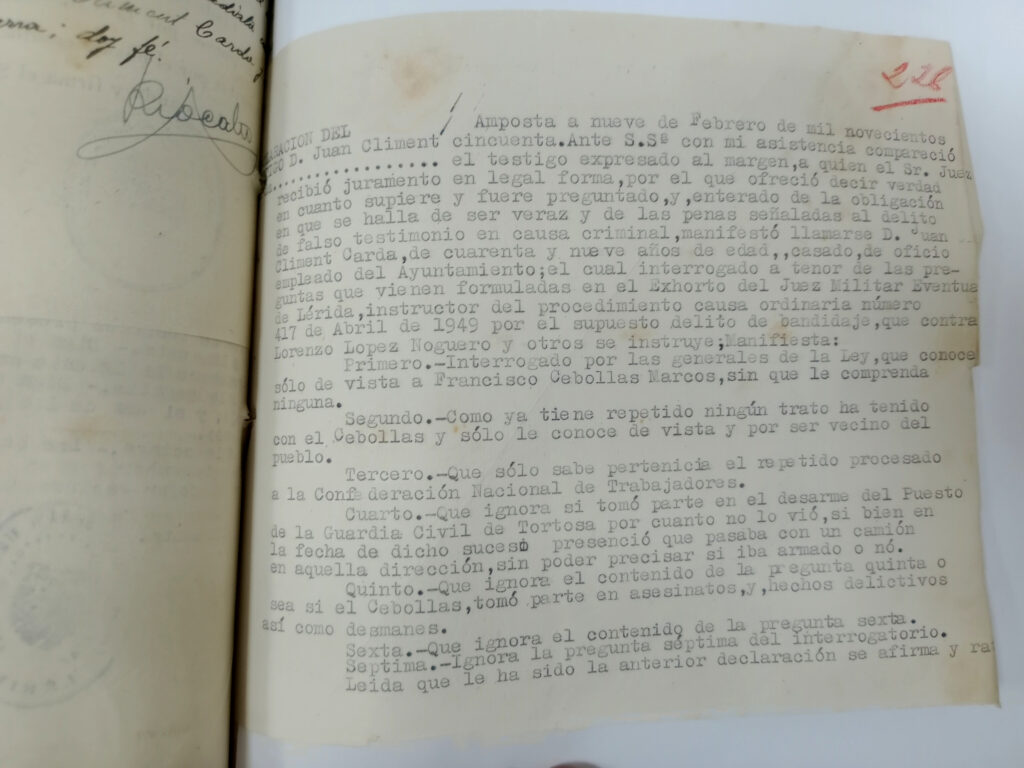 doy fé.
228
Amposta a nueve de Febrero de mil novecientos
DEL
D. Juan Climent cincuenta.Ante S.Sª con mi asistencia compareció
.............. el testigo expresado al margen,a quien el Sr. Juez
recibió juramento en legal forma,por el que ofreció decir verdad
en cuanto supiere y fuere preguntado,y,enterado de la obligación
en que se halla de ser veraz y de las penas señaladas al delito
de falso testimonio en causa criminal,manifestó llamarse D. Juan
Climent Carda,de cuarenta y nueve años de edad,,casado,de oficio
empleado del Ayuntamiento;el cual interrogado a tenor de las pre-
guntas que vienen formuladas en el Exhorto del Juez Militar Eventua
de Lérida,instructor del procedimiento causa ordinaria número
417 de Abril de 1949 por el supuesto delito de bandidaje,que contra
Lorenzo Lopez Noguero y otros se instruye;Manifiesta:
Primero.-Interrogado por las generales de la Ley,que conoce
sólo de vista a Francisco Cebollas Marcos,sin que le comprenda
ninguna.
Segundo.-Como ya tiene repetido ningún trato ha tenido
con el Cebollas y sólo le conoce de vista y por ser vecino del
pueblo.
Tercero.-Que sólo sabe pertenicia el repetido procesado
a la Confederación Nacional de Trabajadores.
Cuarto.-Que ignora si tomó parte en el desarme del Puesto
de la Guardia Civil de Tortosa por cuanto no lo vió,si bien en
la fecha de dicho suceso presenció que pasaba con un camión
en aquella dirección,sin poder precisar si iba armado o nó.
Quinto.-Que ignora el contenido de la pregunta quinta o
sea si el Cebollas,tomó parte en asesinatos,y,hechos delictivos
así como desmanes.
Sexta.-Que ignora el contenido de la pregunta sexta.
Septima.-Ignora la pregunta séptima del interrogatorio.
Leida que le ha sido la anterior declaración se afirma y rat